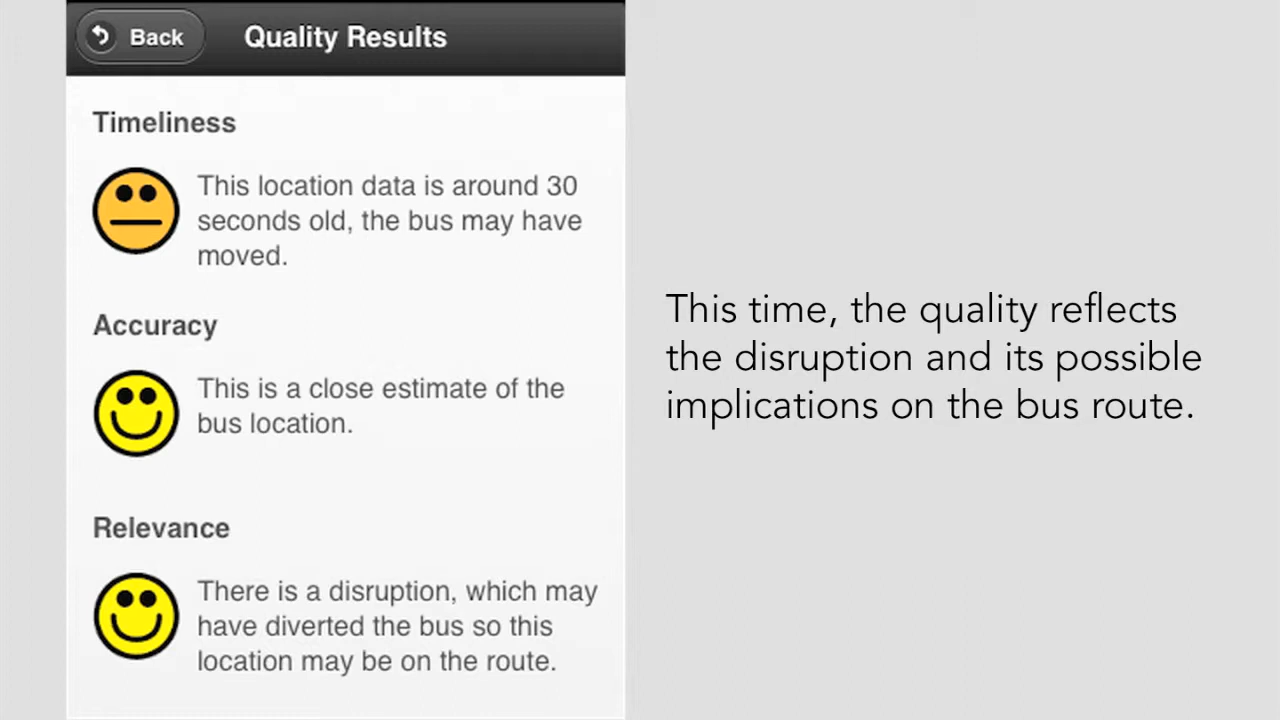 Back
Quality Results
Timeliness
This location data is around 30
seconds old, the bus may have
moved.
Accuracy
This is a close estimate of the
bus location.
Relevance
There is a disruption, which may
have diverted the bus so this
location may be on the route.
This time, the quality reflects
the disruption and its possible
implications on the bus route.